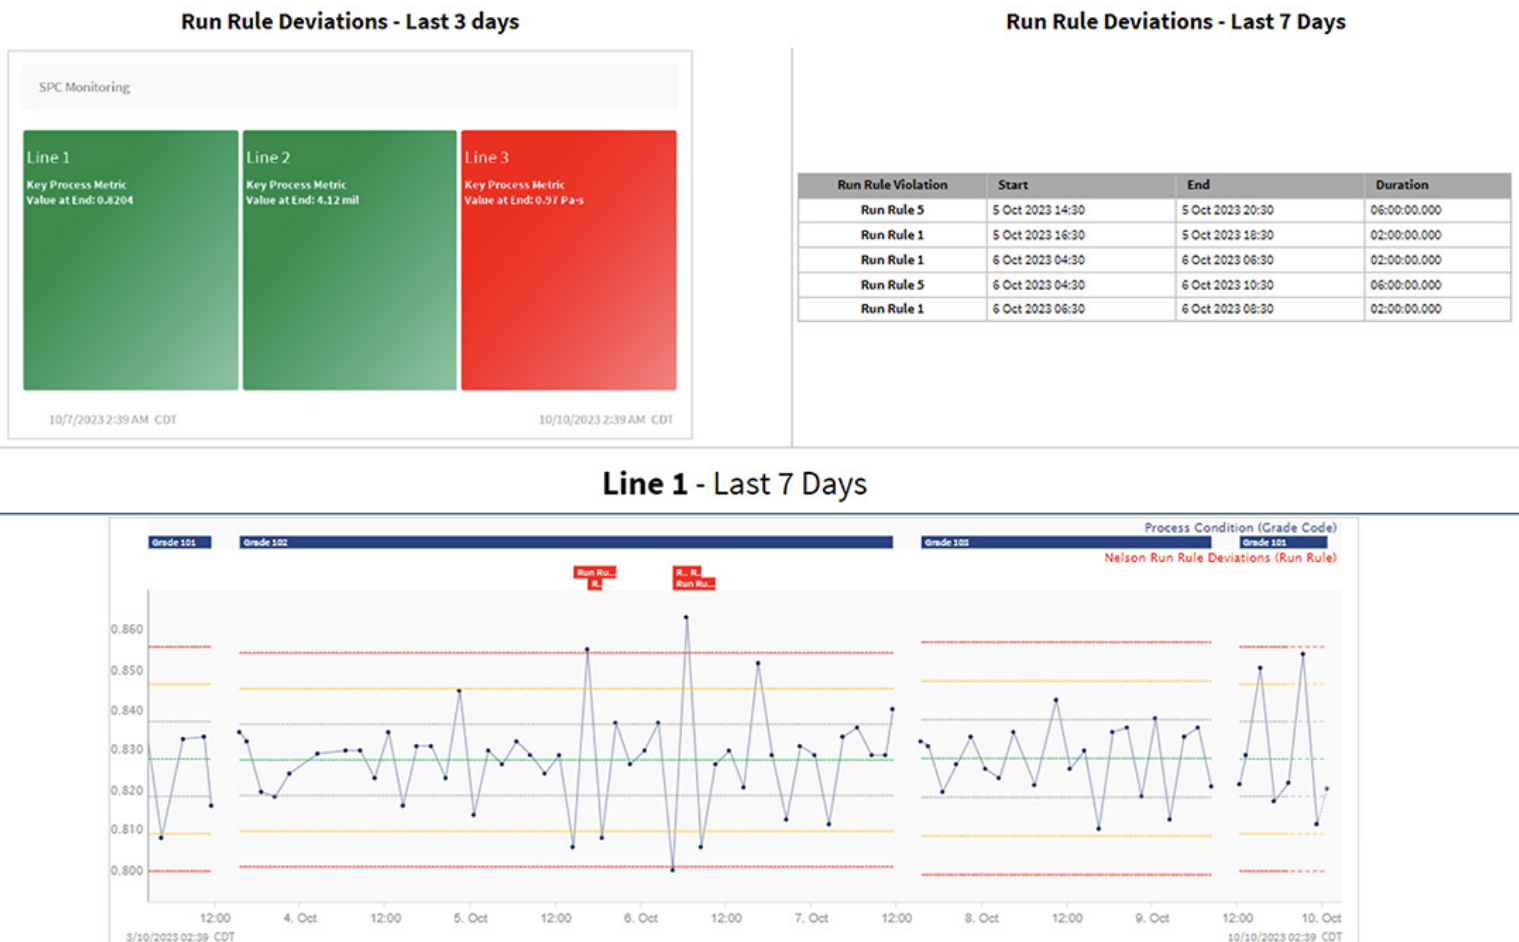 Run Rule Deviations - Last 3 days
Run Rule Deviations - Last 7 Days
SPC Monitoring
Line 1
Key Process Metric
Value at End: 0.8204
Line 2
Key Process Metric
Value at End: 4.12 mil
Line 3
Key Process Metric
Value at End: 0.97 Pa·s
10/7/2023 2:39 AM CDT
10/10/2023 2:39 AM CDT
Run Rule Violation Start End Duration
Run Rule 5 5 Oct 2023 14:30 5 Oct 2023 20:30 06:00:00.000
Run Rule 1 5 Oct 2023 16:30 5 Oct 2023 18:30 02:00:00.000
Run Rule 1 6 Oct 2023 04:30 6 Oct 2023 06:30 02:00:00.000
Run Rule 5 6 Oct 2023 04:30 6 Oct 2023 10:30 06:00:00.000
Run Rule 1 6 Oct 2023 06:30 6 Oct 2023 08:30 02:00:00.000
Line 1 - Last 7 Days
Process Condition (Grade Code)
Grade 101 Grade 102 Grade 103 Grade 101
Nelson Run Rule Deviations (Run Rule)
Run Ru... R... R...
R... Run Ru...
0.860
0.850
0.840
0.830
0.820
0.810
0.800
12:00 4. Oct 12:00 5. Oct 12:00 6. Oct 12:00 7. Oct 12:00 8. Oct 12:00 9. Oct 12:00 10. Oct
3/10/2023 02:39 CDT 10/10/2023 02:39 CDT